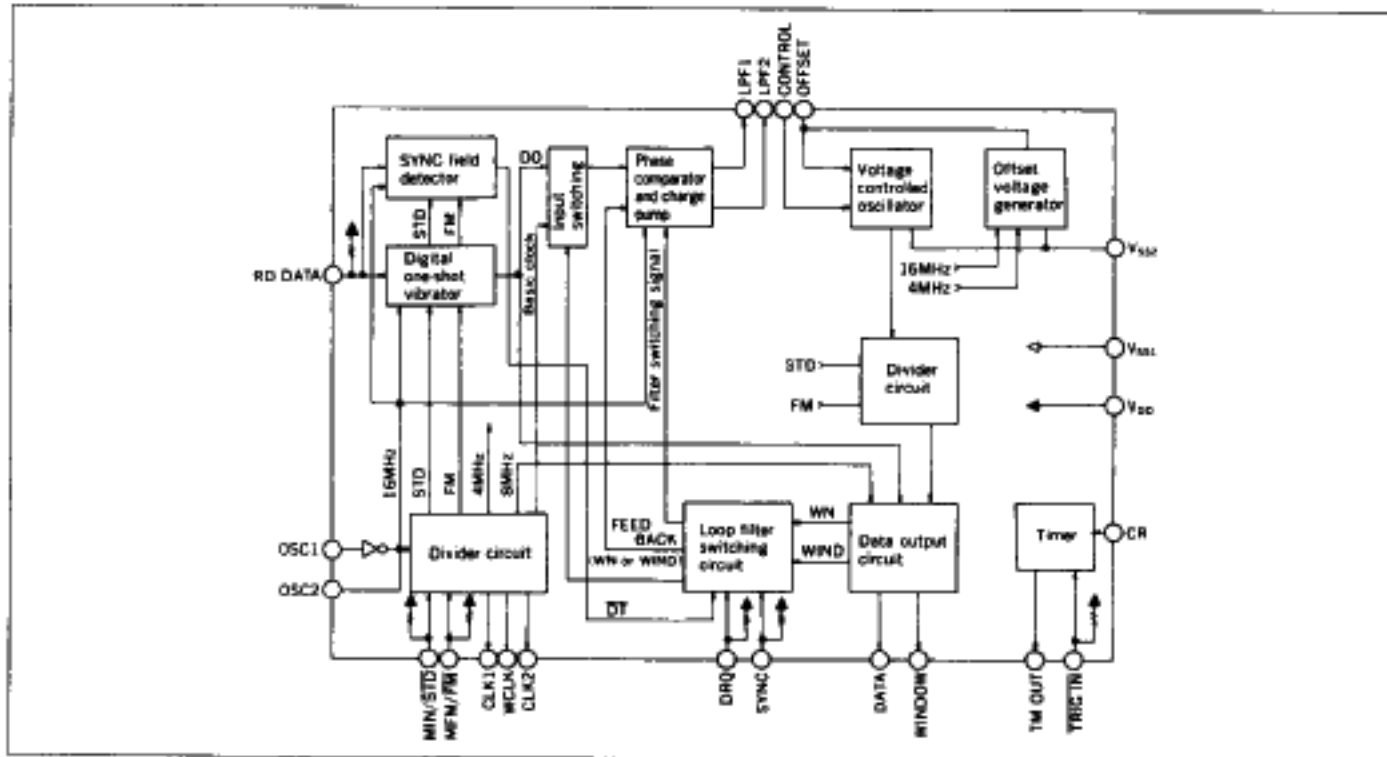 LPF1
LPF2
CONTROL
OFFSET
SYNC field
detector
DO
Input
switching
Phase
comparator
and charge
pump
Voltage
controlled
oscillator
Offset
voltage
generator
STD
FM
RD DATA
Digital
one-shot
vibrator
Basic clock
Filter switching signal
16MHz
4MHz
VSS2
VSS1
VDD
STD
FM
Divider
circuit
16MHz
STD
FM
4MHz
8MHz
OSC1
OSC2
Divider circuit
FEED
BACK
(WN or WIND)
DT
Loop filter
switching
circuit
WN
WIND
Data output
circuit
Timer
CR
MIN/STD
MFM/FM
CLK1
WCLK
CLK2
DRQ
SYNC
DATA
WINDOW
TM OUT
TRIG IN